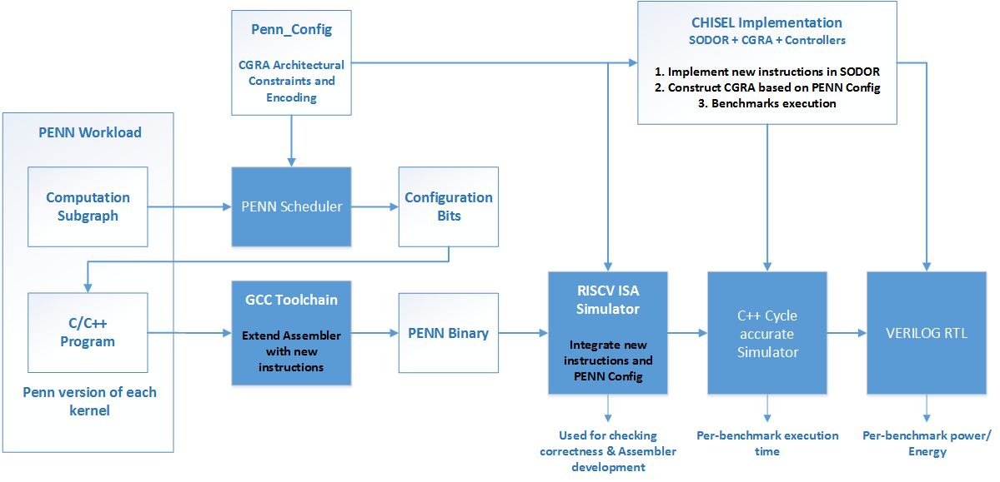 Penn_Config
CGRA Architectural
Constraints and
Encoding
CHISEL Implementation
SODOR + CGRA + Controllers
1. Implement new instructions in SODOR
2. Construct CGRA based on PENN Config
3. Benchmarks execution
PENN Workload
Computation
Subgraph
PENN Scheduler
Configuration
Bits
C/C++
Program
Penn version of each
kernel
GCC Toolchain
Extend Assembler
with new
instructions
PENN Binary
RISCV ISA
Simulator
Integrate new
instructions and
PENN Config
C++ Cycle
accurate
Simulator
VERILOG RTL
Used for checking
correctness & Assembler
development
Per-benchmark execution
time
Per-benchmark power/
Energy